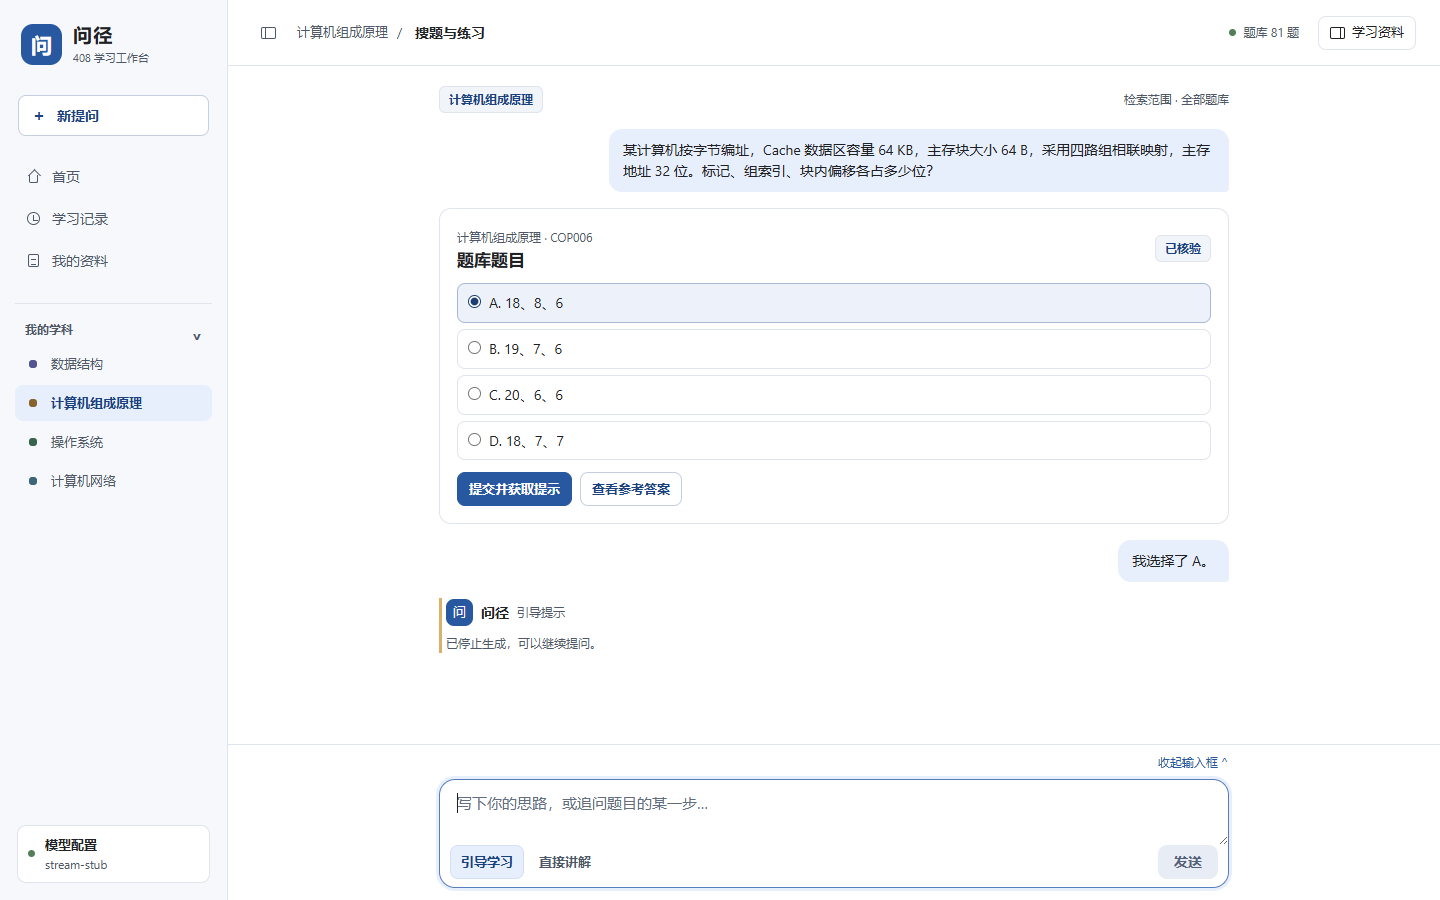 问
问径
408 学习工作台
+ 新提问
首页
学习记录
我的资料
我的学科
v
数据结构
计算机组成原理
操作系统
计算机网络
模型配置
stream-stub
计算机组成原理 / 搜题与练习
题库 81 题
学习资料
计算机组成原理
检索范围 · 全部题库
某计算机按字节编址，Cache 数据区容量 64 KB，主存块大小 64 B，采用四路组相联映射，主存
地址 32 位。标记、组索引、块内偏移各占多少位？
计算机组成原理 · COP006
题库题目
已核验
A. 18、8、6
B. 19、7、6
C. 20、6、6
D. 18、7、7
提交并获取提示
查看参考答案
我选择了 A。
问
问径 引导提示
已停止生成，可以继续提问。
收起输入框 ^
写下你的思路，或追问题目的某一步...
引导学习
直接讲解
发送